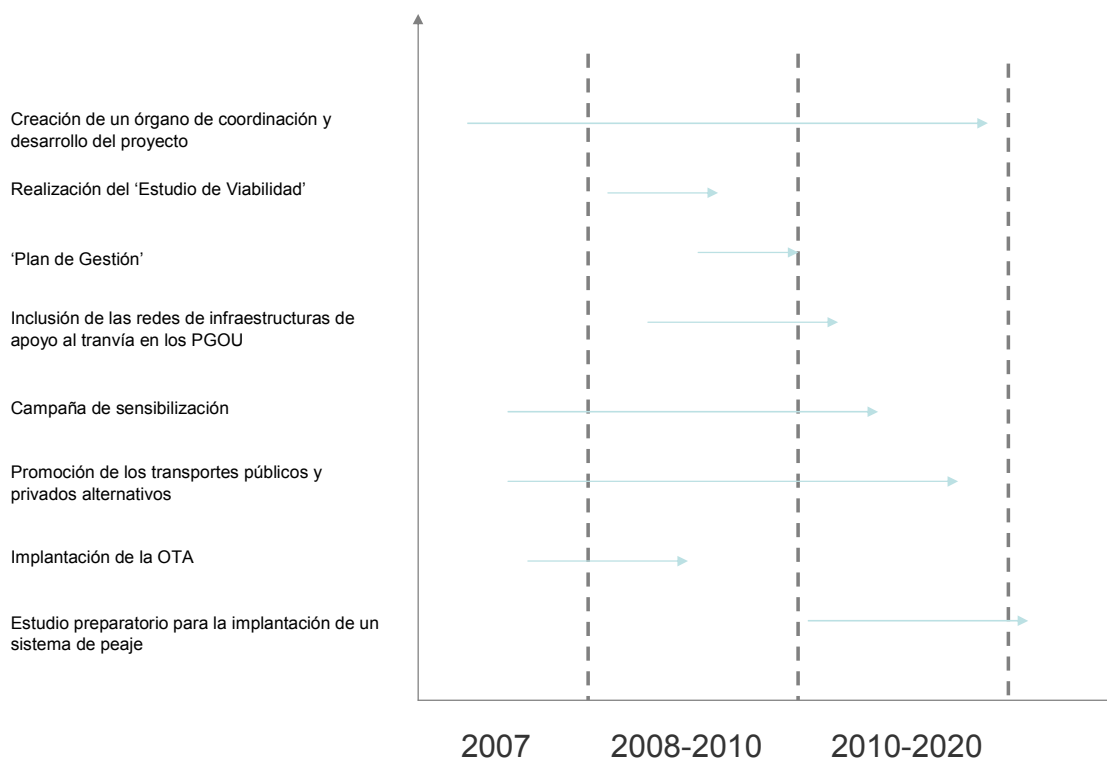 Creación de un órgano de coordinación y
desarrollo del proyecto
Realización del ‘Estudio de Viabilidad’
‘Plan de Gestión’
Inclusión de las redes de infraestructuras de
apoyo al tranvía en los PGOU
Campaña de sensibilización
Promoción de los transportes públicos y
privados alternativos
Implantación de la OTA
Estudio preparatorio para la implantación de un
sistema de peaje
2007
2008-2010
2010-2020